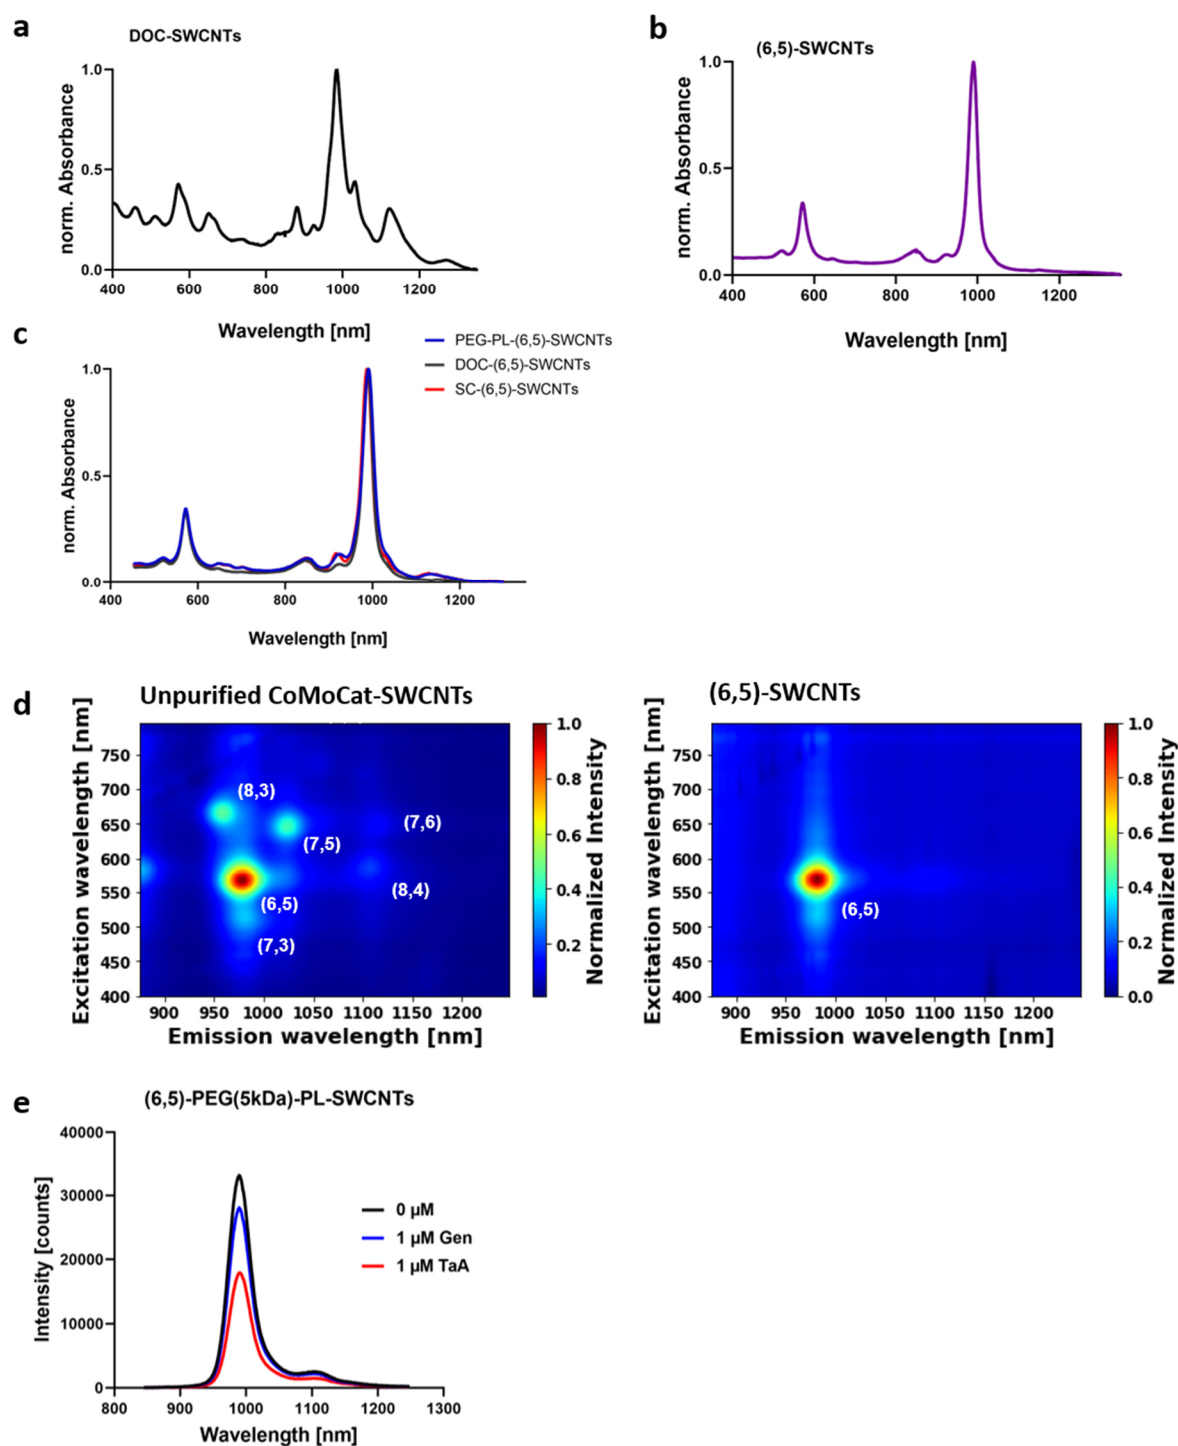 a
DOC-SWCNTs
norm. Absorbance
1.0
0.5
0.0
400 600 800 1000 1200
Wavelength [nm]
b
(6,5)-SWCNTs
norm. Absorbance
1.0
0.5
0.0
400 600 800 1000 1200
Wavelength [nm]
c
PEG-PL-(6,5)-SWCNTs
DOC-(6,5)-SWCNTs
SC-(6,5)-SWCNTs
norm. Absorbance
1.0
0.5
0.0
400 600 800 1000 1200
Wavelength [nm]
d
Unpurified CoMoCat-SWCNTs
Excitation wavelength [nm]
750
700
650
600
550
500
450
400
(8,3)
(7,5)
(7,6)
(6,5)
(8,4)
(7,3)
900 950 1000 1050 1100 1150 1200
Emission wavelength [nm]
1.0
0.8
0.6
0.4
0.2
Normalized Intensity
(6,5)-SWCNTs
Excitation wavelength [nm]
750
700
650
600
550
500
450
400
(6,5)
900 950 1000 1050 1100 1150 1200
Emission wavelength [nm]
1.0
0.8
0.6
0.4
0.2
0.0
Normalized Intensity
e
(6,5)-PEG(5kDa)-PL-SWCNTs
Intensity [counts]
40000
30000
20000
10000
0
0 µM
1 µM Gen
1 µM TaA
800 900 1000 1100 1200 1300
Wavelength [nm]